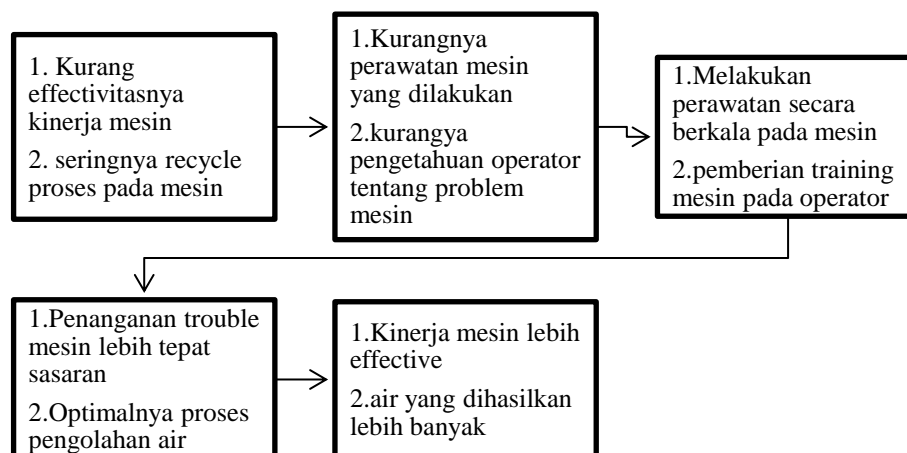 1. Kurang
effectivitasnya
kinerja mesin
2. seringnya recycle
proses pada mesin
1.Kurangnya
perawatan mesin
yang dilakukan
2.kurangya
pengetahuan operator
tentang problem
mesin
1.Melakukan
perawatan secara
berkala pada mesin
2.pemberian training
mesin pada operator
1.Penanganan trouble
mesin lebih tepat
sasaran
2.Optimalnya proses
pengolahan air
1.Kinerja mesin lebih
effective
2.air yang dihasilkan
lebih banyak